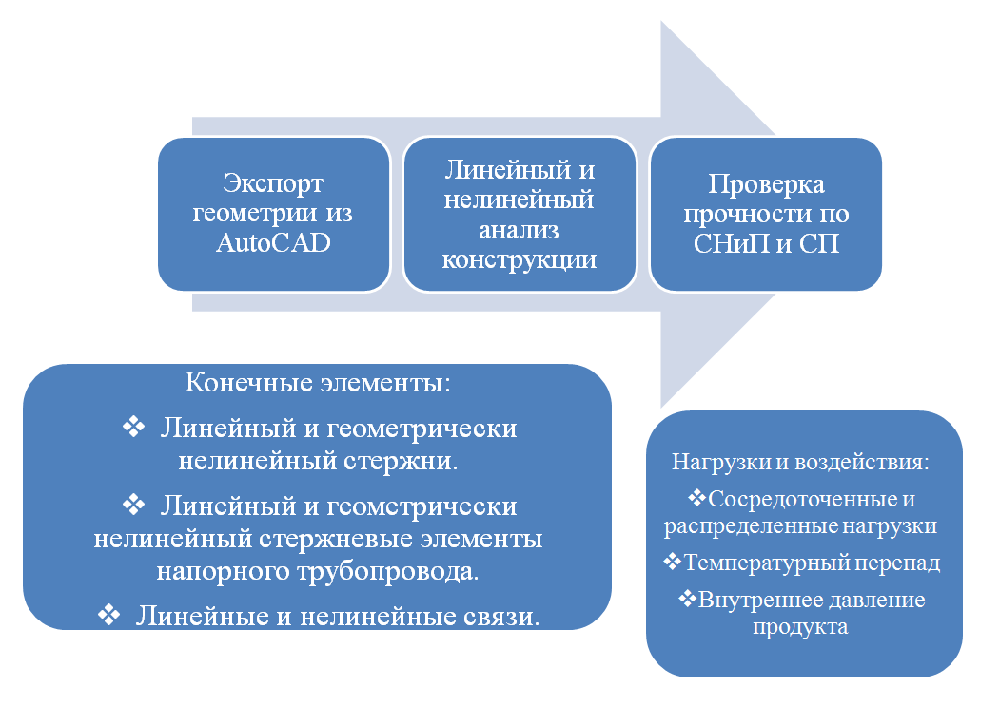 Экспорт
геометрии из
AutoCAD
Линейный и
нелинейный
анализ
конструкции
Проверка
прочности по
СНиП и СП
Конечные элементы:
❖ Линейный и геометрически
нелинейный стержни.
❖ Линейный и геометрически
нелинейный стержневые элементы
напорного трубопровода.
❖ Линейные и нелинейные связи.
Нагрузки и воздействия:
❖Сосредоточенные и
распределенные нагрузки
❖Температурный перепад
❖Внутреннее давление
продукта